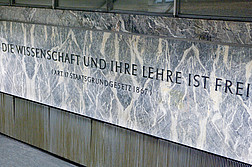 DIE WISSENSCHAFT UND IHRE LEHRE IST FREI
(ART. 17 STAATSGRUNDGESETZ 1867)